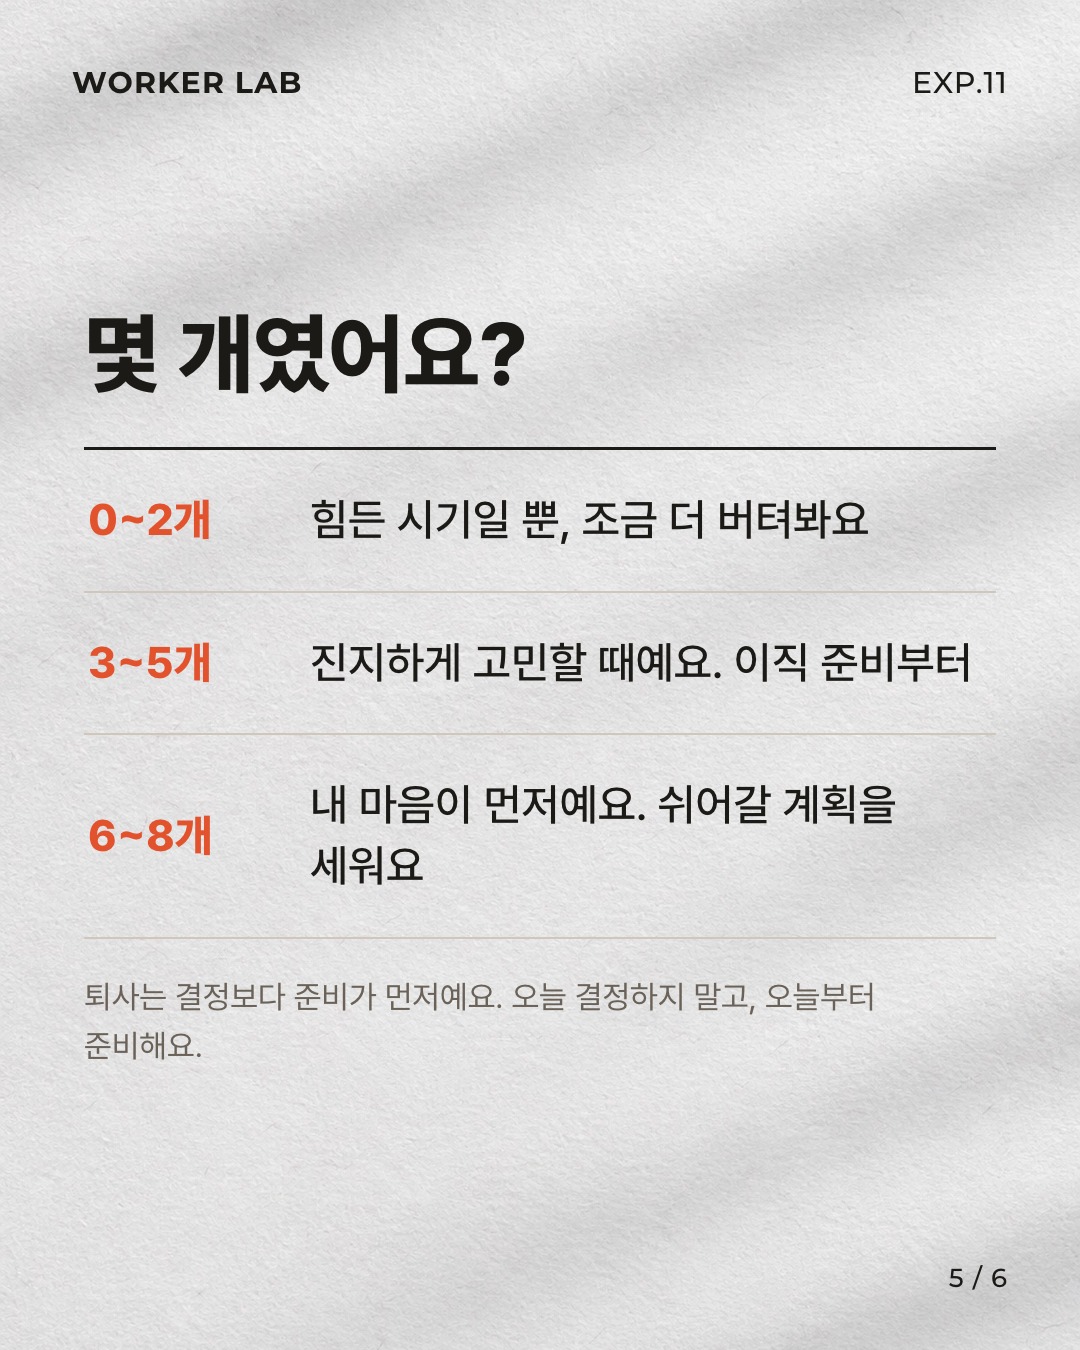 WORKER LAB
EXP.11
몇 개였어요?
0~2개
힘든 시기일 뿐, 조금 더 버텨봐요
3~5개
진지하게 고민할 때예요. 이직 준비부터
6~8개
내 마음이 먼저예요. 쉬어갈 계획을
세워요
퇴사는 결정보다 준비가 먼저예요. 오늘 결정하지 말고, 오늘부터
준비해요.
5 / 6